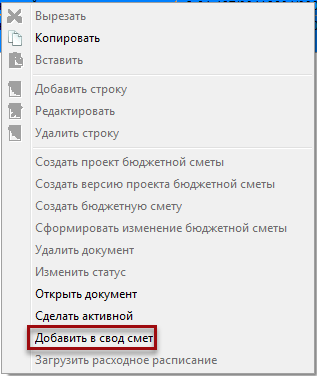 Вырезать
Копировать
Вставить
Добавить строку
Редактировать
Удалить строку
Создать проект бюджетной сметы
Создать версию проекта бюджетной сметы
Создать бюджетную смету
Сформировать изменение бюджетной сметы
Удалить документ
Изменить статус
Открыть документ
Сделать активной
Добавить в свод смет
Загрузить расходное расписание